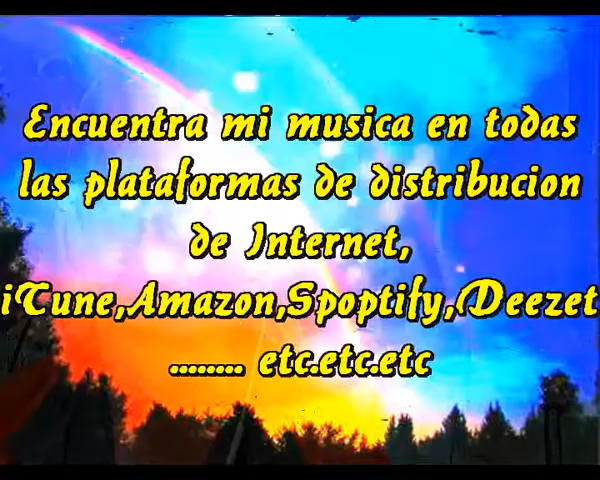 Encuentra mi musica en todas
las plataformas de distribucion
de Internet,
iTune,Amazon,Spoptify,Deezet
........ etc.etc.etc